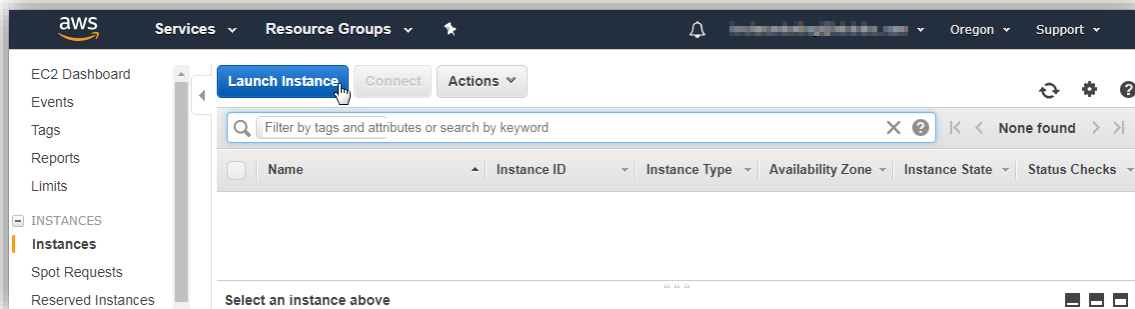 aws Services Resource Groups Oregon Support
EC2 Dashboard
Events
Tags
Reports
Limits
INSTANCES
Instances
Spot Requests
Reserved Instances
Launch Instance Connect Actions
Filter by tags and attributes or search by keyword None found
Name Instance ID Instance Type Availability Zone Instance State Status Checks
Select an instance above